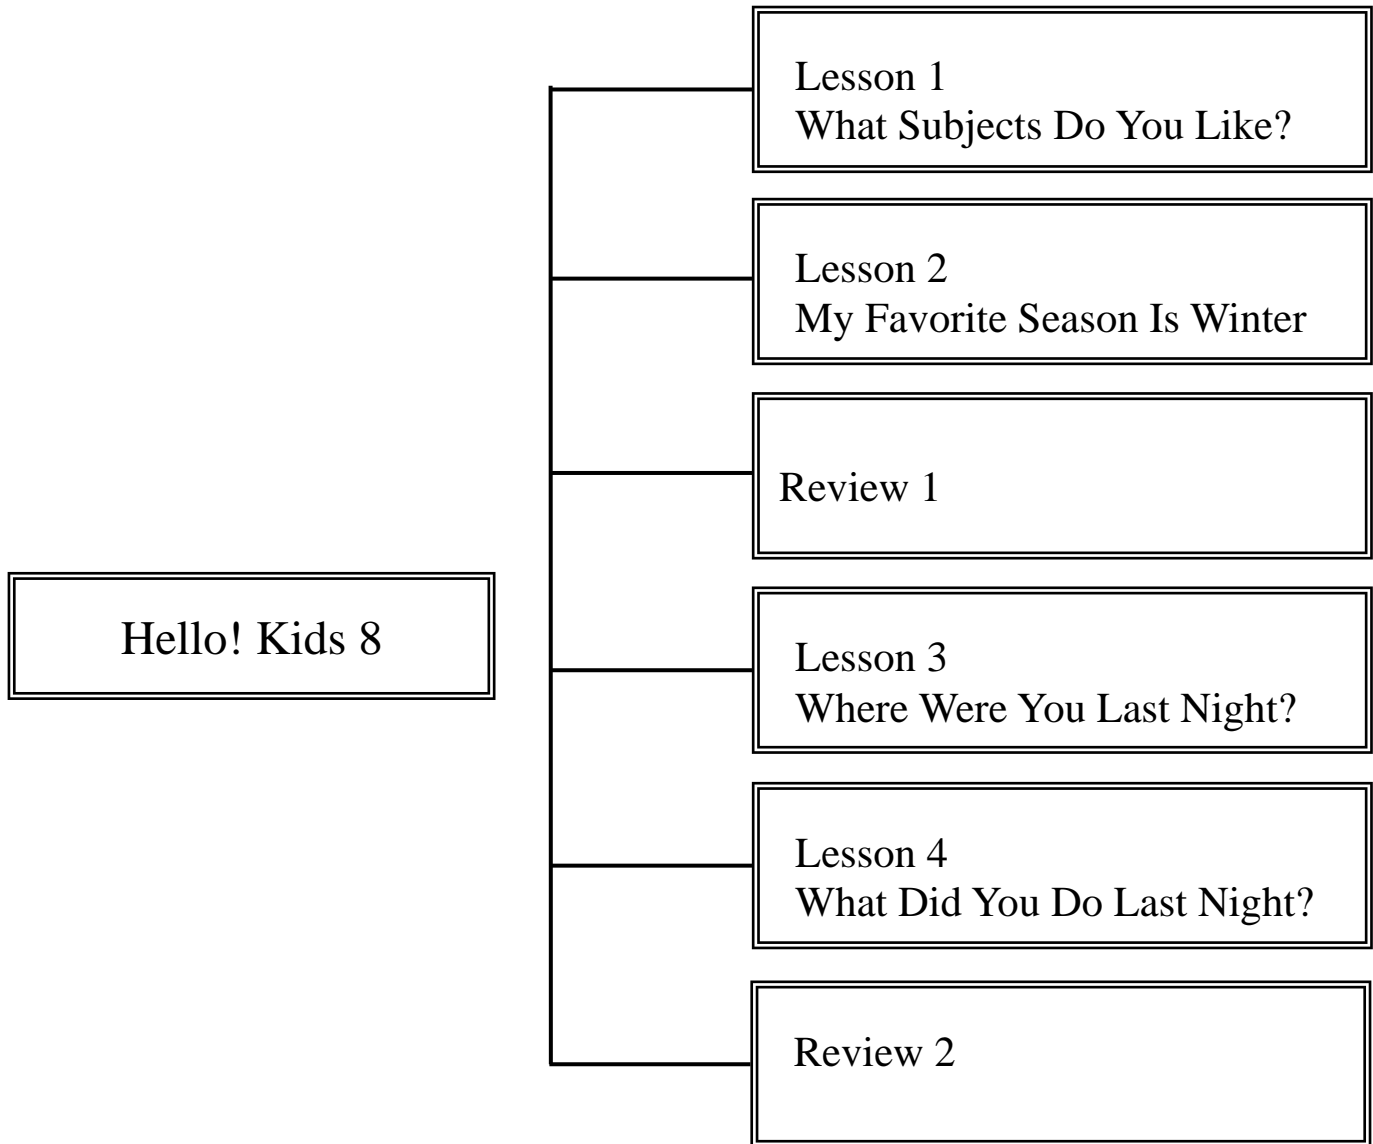 Lesson 1
What Subjects Do You Like?
Lesson 2
My Favorite Season Is Winter
Review 1
Hello! Kids 8
Lesson 3
Where Were You Last Night?
Lesson 4
What Did You Do Last Night?
Review 2